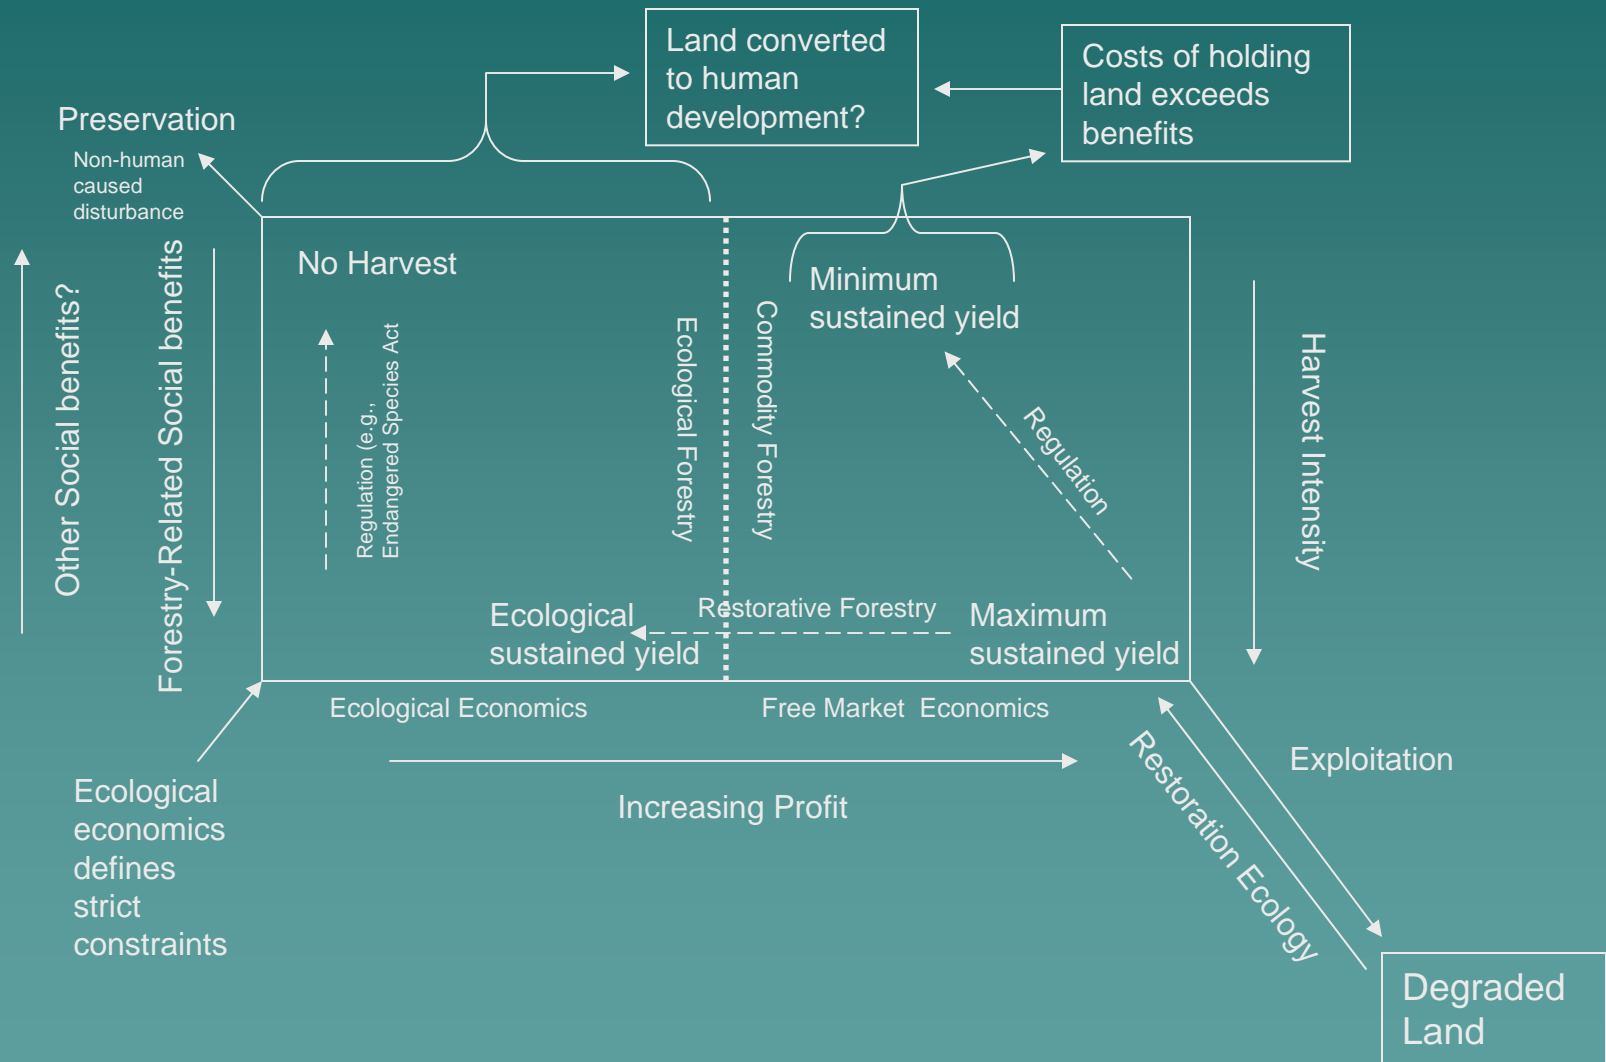 Land converted
to human
development?
Costs of holding
land exceeds
benefits
Preservation
Non-human
caused
disturbance
No Harvest
Minimum
sustained yield
Other Social benefits?
Forestry-Related Social benefits
Regulation (e.g.,
Endangered Species Act
Ecological Forestry
Commodity Forestry
Regulation
Harvest Intensity
Ecological
sustained yield
Restorative Forestry
Maximum
sustained yield
Ecological Economics
Free Market Economics
Increasing Profit
Ecological
economics
defines
strict
constraints
Restoration Ecology
Exploitation
Degraded
Land